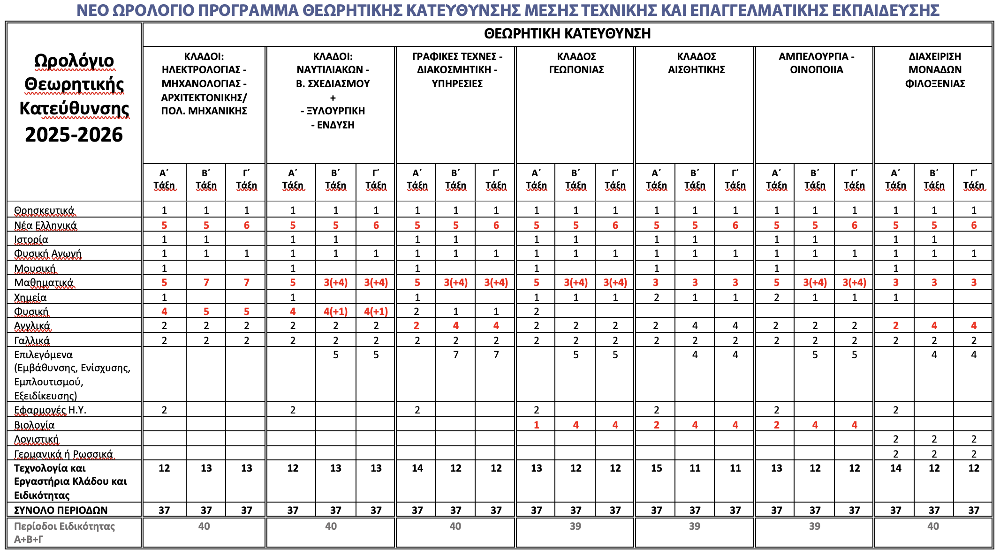 ΝΕΟ ΩΡΟΛΟΓΙΟ ΠΡΟΓΡΑΜΜΑ ΘΕΩΡΗΤΙΚΗΣ ΚΑΤΕΥΘΥΝΣΗΣ ΜΕΣΗΣ ΤΕΧΝΙΚΗΣ ΚΑΙ ΕΠΑΓΓΕΛΜΑΤΙΚΗΣ ΕΚΠΑΙΔΕΥΣΗΣ
Ωρολόγιο
Θεωρητικής
Κατεύθυνσης
2025-2026
ΘΕΩΡΗΤΙΚΗ ΚΑΤΕΥΘΥΝΣΗ
ΚΛΑΔΟΙ:
ΗΛΕΚΤΡΟΛΟΓΙΑΣ -
ΜΗΧΑΝΟΛΟΓΙΑΣ -
ΑΡΧΙΤΕΚΤΟΝΙΚΗΣ/
ΠΟΛ. ΜΗΧΑΝΙΚΗΣ
ΚΛΑΔΟΙ:
ΝΑΥΤΙΛΙΑΚΩΝ -
Β. ΣΧΕΔΙΑΣΜΟΥ
+
- ΞΥΛΟΥΡΓΙΚΗ
- ΕΝΔΥΣΗ
ΓΡΑΦΙΚΕΣ ΤΕΧΝΕΣ -
ΔΙΑΚΟΣΜΗΤΙΚΗ -
ΥΠΗΡΕΣΙΕΣ
ΚΛΑΔΟΣ
ΓΕΩΠΟΝΙΑΣ
ΚΛΑΔΟΣ
ΑΙΣΘΗΤΙΚΗΣ
ΑΜΠΕΛΟΥΡΓΙΑ -
ΟΙΝΟΠΟΙΙΑ
ΔΙΑΧΕΙΡΙΣΗ
ΜΟΝΑΔΩΝ
ΦΙΛΟΞΕΝΙΑΣ
Α΄ Β΄ Γ΄ Α΄ Β΄ Γ΄ Α΄ Β΄ Γ΄ Α΄ Β΄ Γ΄ Α΄ Β΄ Γ΄ Α΄ Β΄ Γ΄ Α΄ Β΄ Γ΄
Τάξη Τάξη Τάξη Τάξη Τάξη Τάξη Τάξη Τάξη Τάξη Τάξη Τάξη Τάξη Τάξη Τάξη Τάξη Τάξη Τάξη Τάξη Τάξη Τάξη Τάξη
Θρησκευτικά 1 1 1 1 1 1 1 1 1 1 1 1 1 1 1 1 1 1 1 1 1
Νέα Ελληνικά 5 5 6 5 5 6 5 5 6 5 5 6 5 5 6 5 5 6 5 5 6
Ιστορία 1 1 1 1 1 1 1 1 1 1 1 1 1 1
Φυσική Αγωγή 1 1 1 1 1 1 1 1 1 1 1 1 1 1 1 1 1 1 1 1 1
Μουσική 1 1 1 1 1 1 1
Μαθηματικά 5 7 7 5 3(+4) 3(+4) 5 3(+4) 3(+4) 5 3(+4) 3(+4) 3 3 3 5 3(+4) 3(+4) 3 3 3
Χημεία 1 1 1 1 1 1 2 1 1 2 1 1 1
Φυσική 4 5 5 4 4(+1) 4(+1) 2 1 1 2
Αγγλικά 2 2 2 2 2 2 2 4 4 2 2 2 2 4 4 2 2 2 2 4 4
Γαλλικά 2 2 2 2 2 2 2 2 2 2 2 2 2 2 2 2 2 2 2 2 2
Επιλεγόμενα 5 5 7 7 5 5 4 4 5 5 4 4
(Εμβάθυνσης, Ενίσχυσης,
Εμπλουτισμού,
Εξειδίκευσης)
Εφαρμογές Η.Υ. 2 2 2 2 2 2 2
Βιολογία 1 4 4 2 4 4 2 4 4
Λογιστική 2 2 2
Γερμανικά ή Ρωσσικά 2 2 2
Τεχνολογία και 12 13 13 12 13 13 14 12 12 13 12 12 15 11 11 13 12 12 14 12 12
Εργαστήρια Κλάδου και
Ειδικότητας
ΣΥΝΟΛΟ ΠΕΡΙΟΔΩΝ 37 37 37 37 37 37 37 37 37 37 37 37 37 37 37 37 37 37 37 37 37
Περίοδοι Ειδικότητας 40 40 40 39 39 39 40
Α+Β+Γ